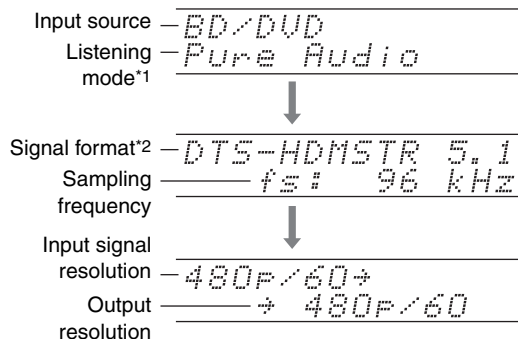 Input source
BD/DVD
Listening
mode*1
Pure Audio
Signal format*2
DTS-HDMSTR 5.1
Sampling
frequency
fs: 96 kHz
Input signal
resolution
480p/60→
Output
resolution
→ 480p/60